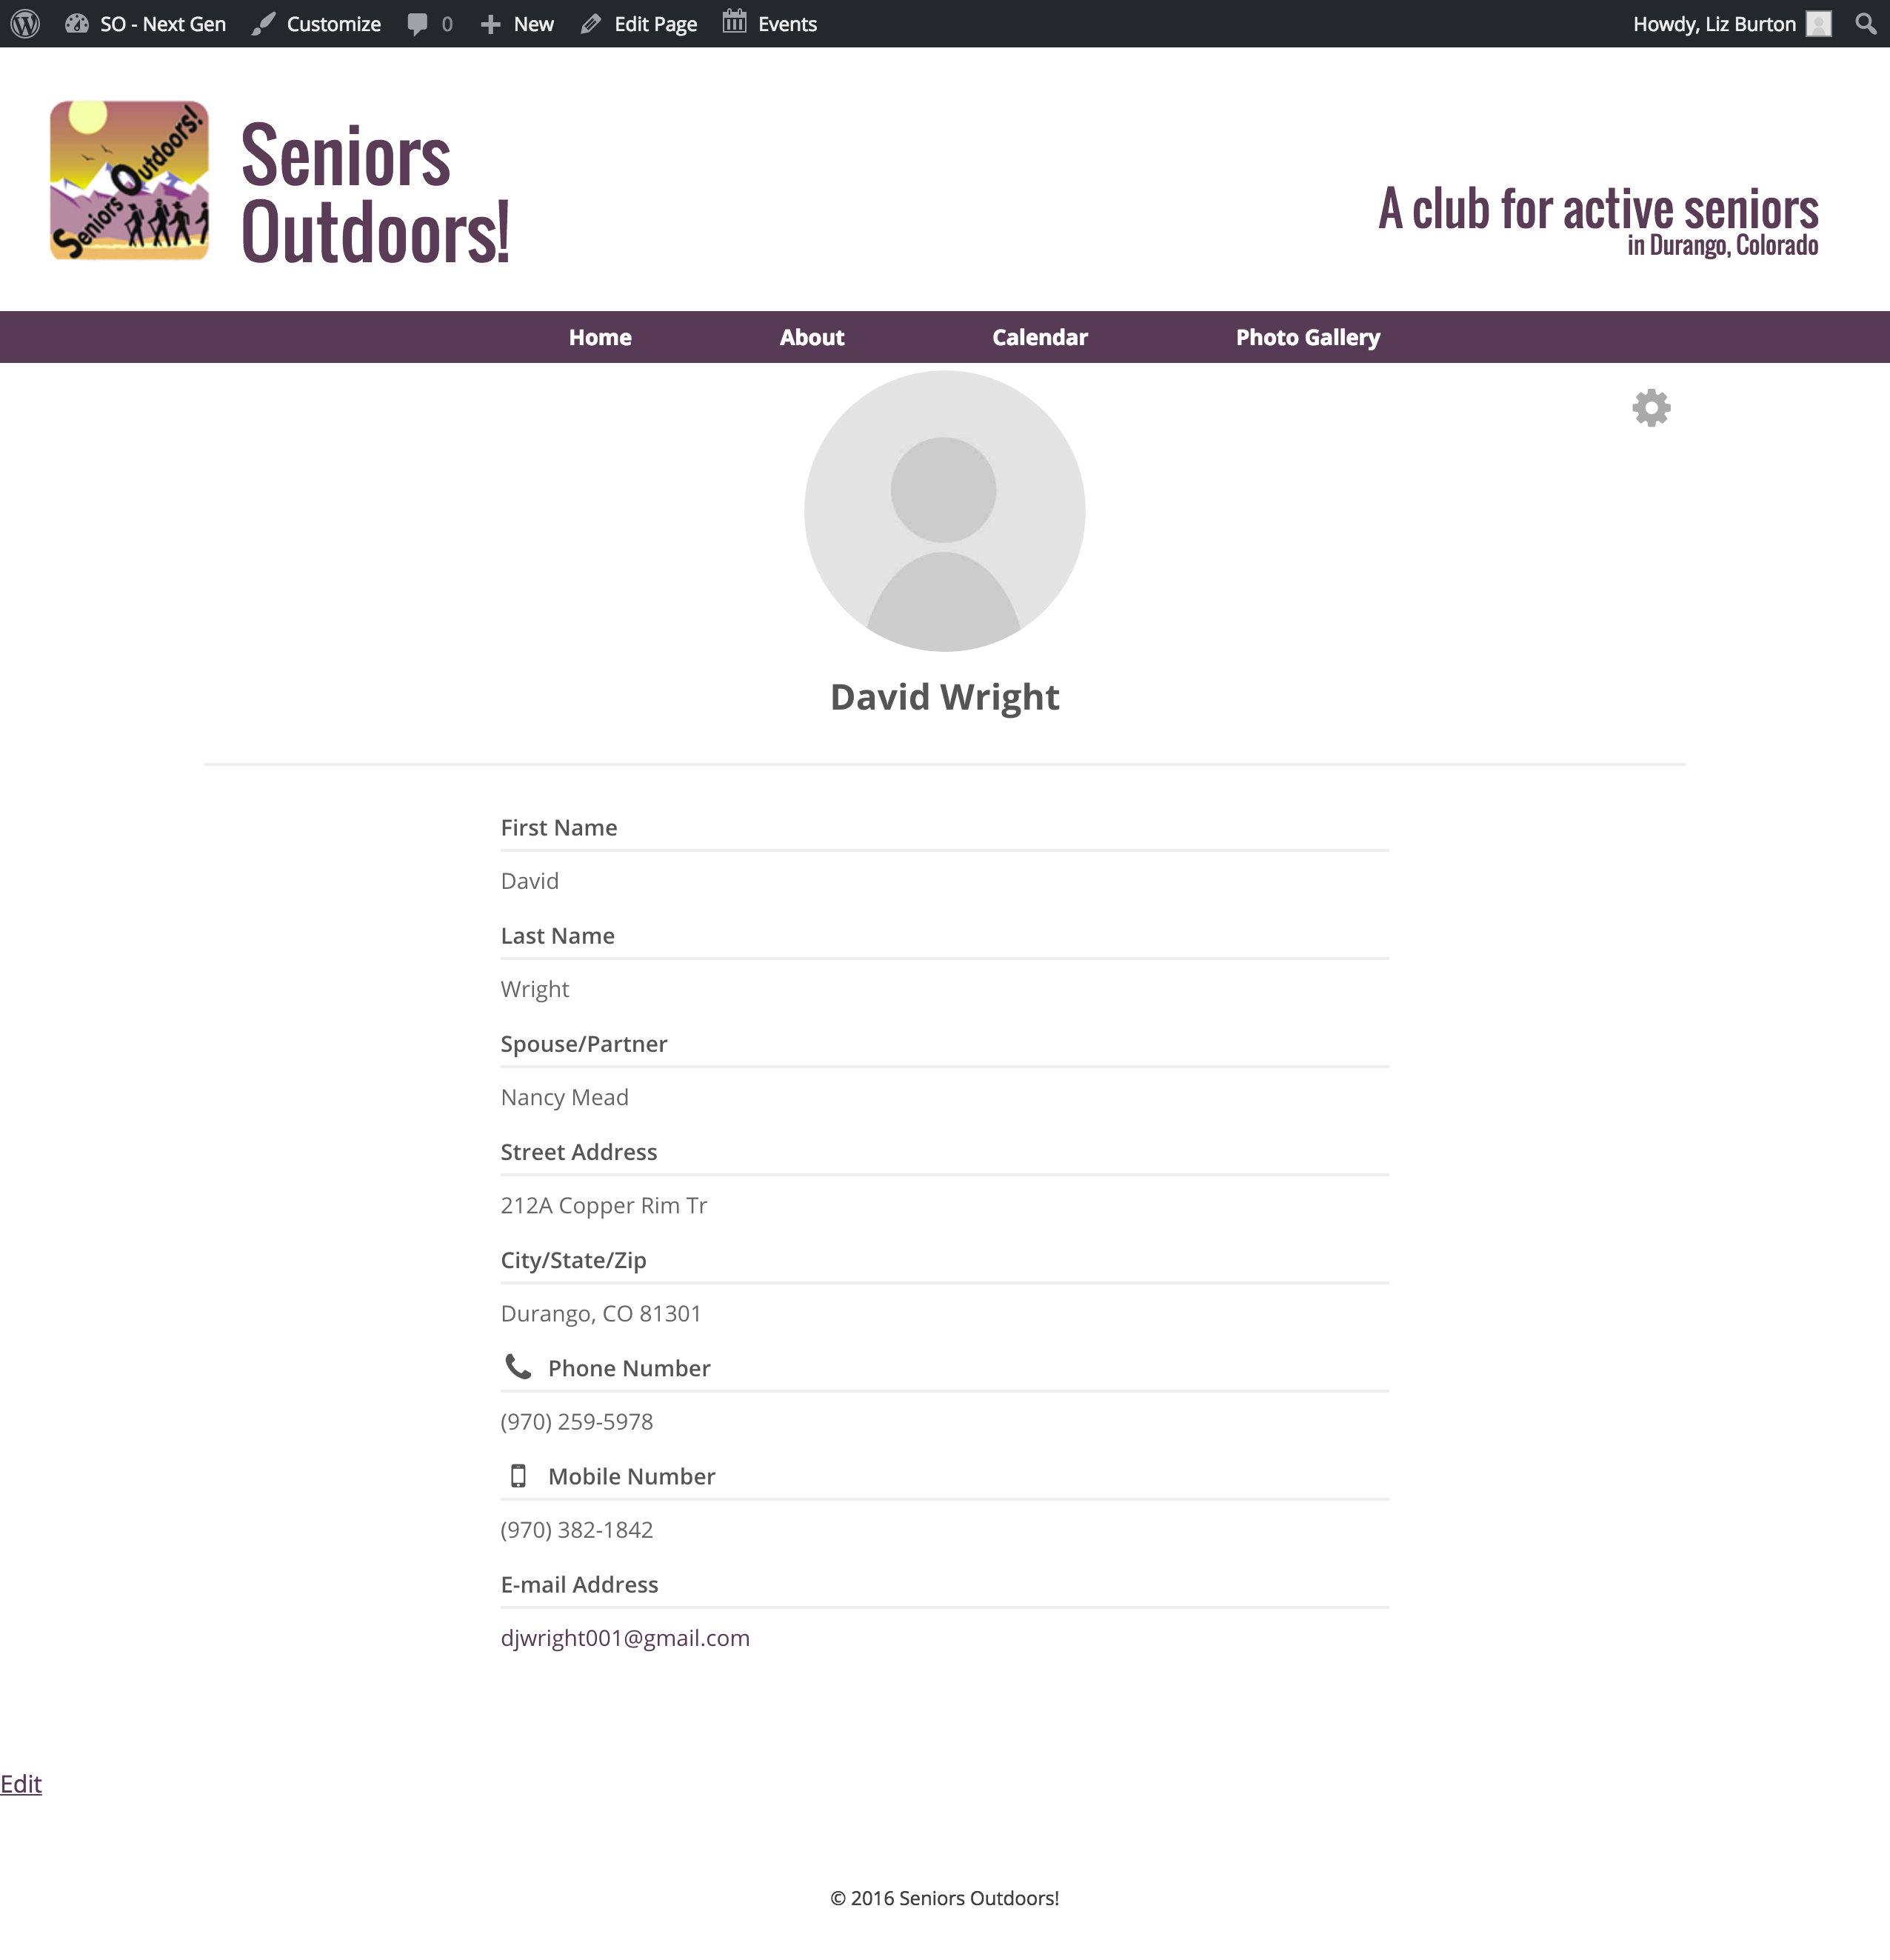 SO - Next Gen Customize 0 New Edit Page Events Howdy, Liz Burton
Seniors Outdoors!
Seniors
Outdoors!
A club for active seniors
in Durango, Colorado
Home About Calendar Photo Gallery
David Wright
First Name
David
Last Name
Wright
Spouse/Partner
Nancy Mead
Street Address
212A Copper Rim Tr
City/State/Zip
Durango, CO 81301
Phone Number
(970) 259-5978
Mobile Number
(970) 382-1842
E-mail Address
djwright001@gmail.com
Edit
© 2016 Seniors Outdoors!